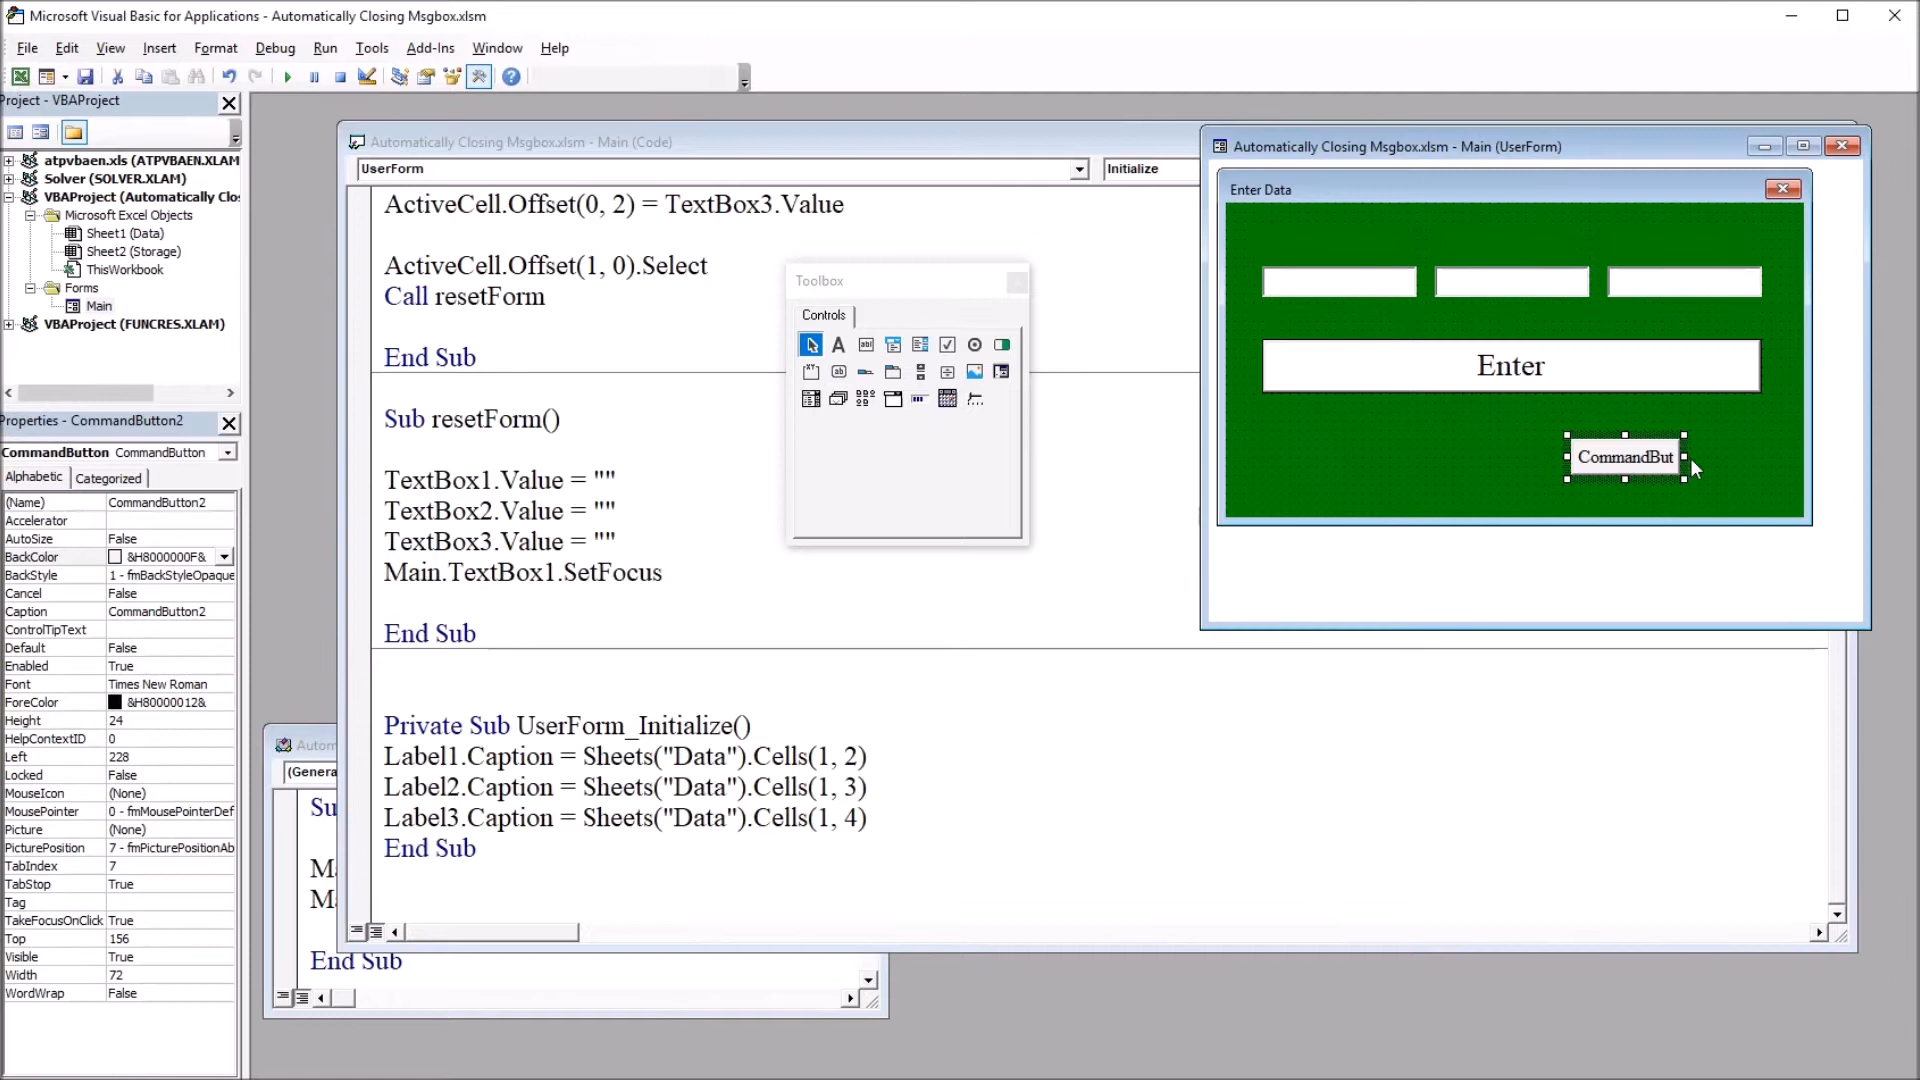 Microsoft Visual Basic for Applications - Automatically Closing Msgbox.xlsm
File Edit View Insert Format Debug Run Tools Add-Ins Window Help
Project - VBAProject
atpvbaen.xls (ATPVBAEN.XLAM
Solver (SOLVER.XLAM)
VBAProject (Automatically Clo
Microsoft Excel Objects
Sheet1 (Data)
Sheet2 (Storage)
ThisWorkbook
Forms
Main
VBAProject (FUNCRES.XLAM)
Properties - CommandButton2
CommandButton CommandButton
Alphabetic Categorized
(Name) CommandButton2
Accelerator
AutoSize False
BackColor &H8000000F&
BackStyle 1 - fmBackStyleOpaque
Cancel False
Caption CommandButton2
ControlTipText
Default False
Enabled True
Font Times New Roman
ForeColor &H80000012&
Height 24
HelpContextID 0
Left 228
Locked False
MouseIcon (None)
MousePointer 0 - fmMousePointerDef
Picture (None)
PicturePosition 7 - fmPicturePositionAb
TabIndex 7
TabStop True
Tag
TakeFocusOnClick True
Top 156
Visible True
Width 72
WordWrap False
Automatically Closing Msgbox.xlsm - Main (Code)
UserForm Initialize
ActiveCell.Offset(0, 2) = TextBox3.Value
ActiveCell.Offset(1, 0).Select
Call resetForm
End Sub
Sub resetForm()
TextBox1.Value = ""
TextBox2.Value = ""
TextBox3.Value = ""
Main.TextBox1.SetFocus
End Sub
Private Sub UserForm_Initialize()
Label1.Caption = Sheets("Data").Cells(1, 2)
Label2.Caption = Sheets("Data").Cells(1, 3)
Label3.Caption = Sheets("Data").Cells(1, 4)
End Sub
Toolbox
Controls
Automatically Closing Msgbox.xlsm - Main (UserForm)
Enter Data
Enter
CommandBut
Autom
(Genera
Su
Ma
Ma
End Sub